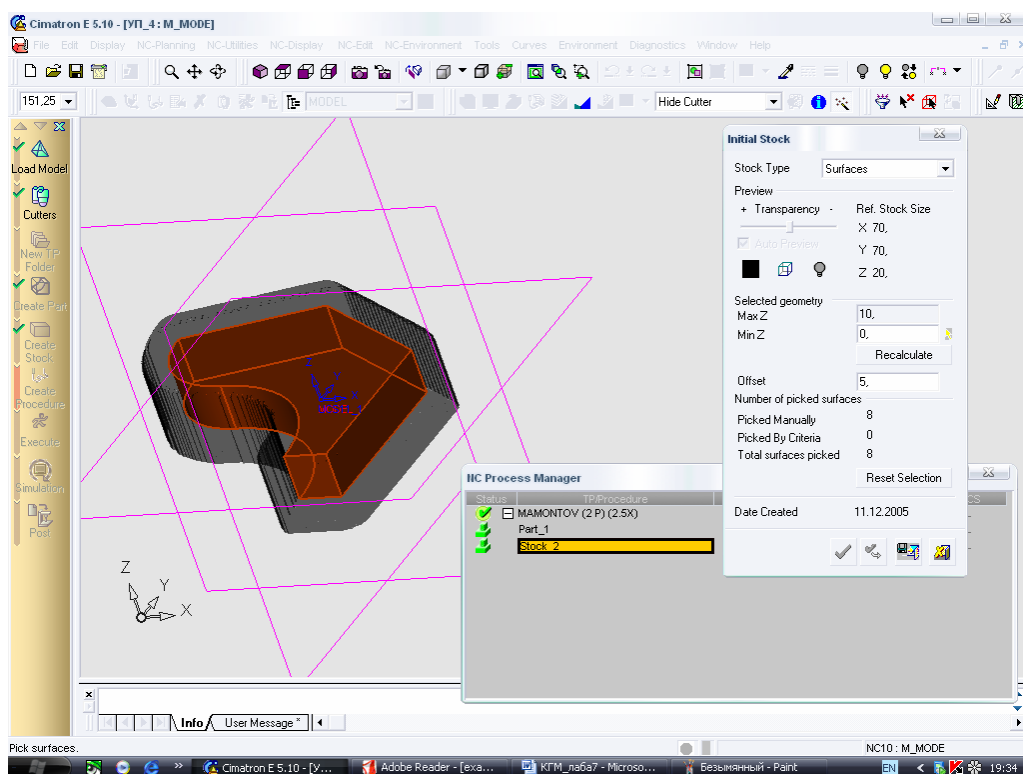 Cimatron E 5.10 - [УП_4 : M_MODE]
File Edit Display NC-Planning NC-Utilities NC-Display NC-Edit NC-Environment Tools Curves Environment Diagnostics Window Help
151,25 MODEL Hide Cutter
Load Model
Cutters
New TP
Folder
Create Part
Create
Stock
Create
Procedure
Execute
Simulation
Post
Z
Y
X
Z
Y
X
Initial Stock
Stock Type Surfaces
Preview
+ Transparency - Ref. Stock Size
X 70,
Auto Preview
Y 70,
Z 20,
Selected geometry
Max Z 10,
Min Z 0,
Recalculate
Offset 5,
Number of picked surfaces
Picked Manually 8
Picked By Criteria 0
Total surfaces picked 8
Reset Selection
Date Created 11.12.2005
NC Process Manager
Status TP/Procedure CS
MAMONTOV (2 P) (2.5X)
Part_1
Stock_2
Info User Message *
Pick surfaces. NC10 : M_MODE
Cimatron E 5.10 - [У... Adobe Reader - [exa... КГМ_лаба7 - Microso... Безымянный - Paint EN 19:34